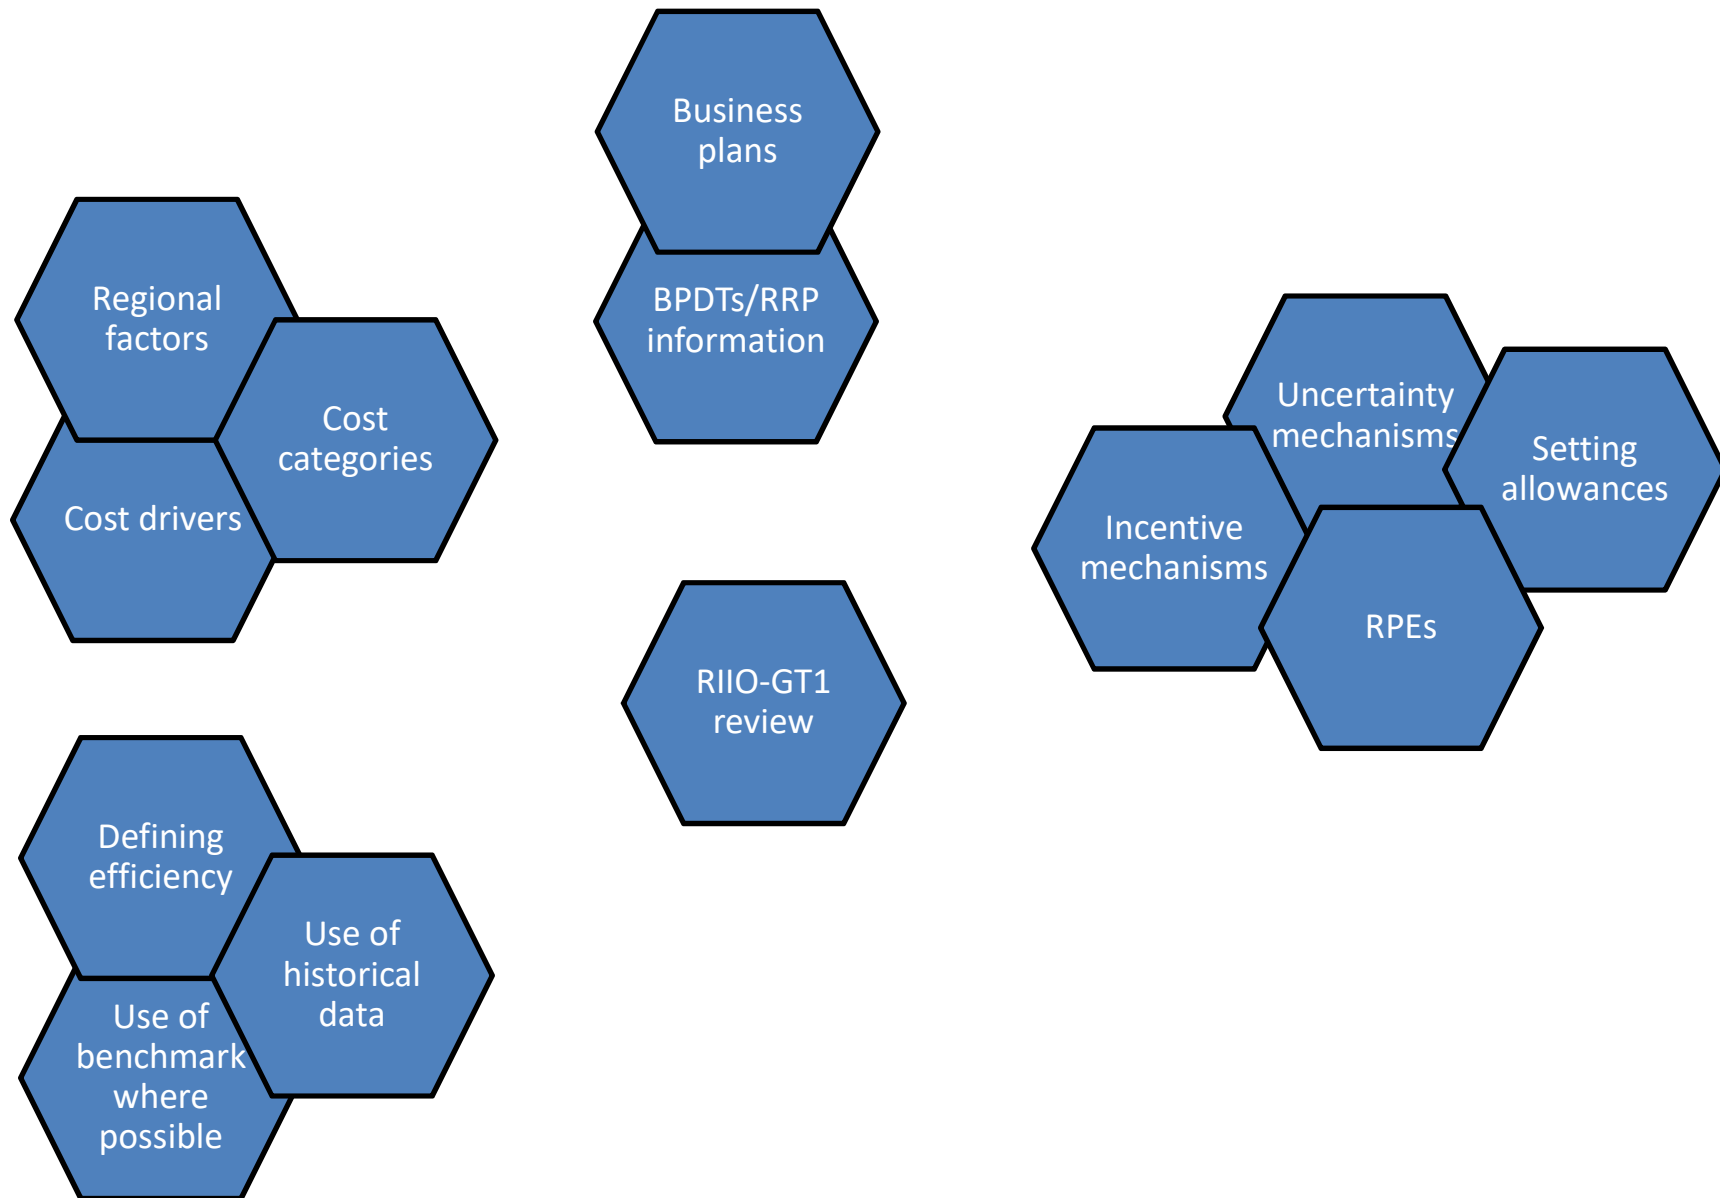 Business
plans
BPDTs/RRP
information
Regional
factors
Cost
categories
Cost drivers
Uncertainty
mechanisms
Setting
allowances
Incentive
mechanisms
RPEs
RIIO-GT1
review
Defining
efficiency
Use of
historical
data
Use of
benchmark
where
possible